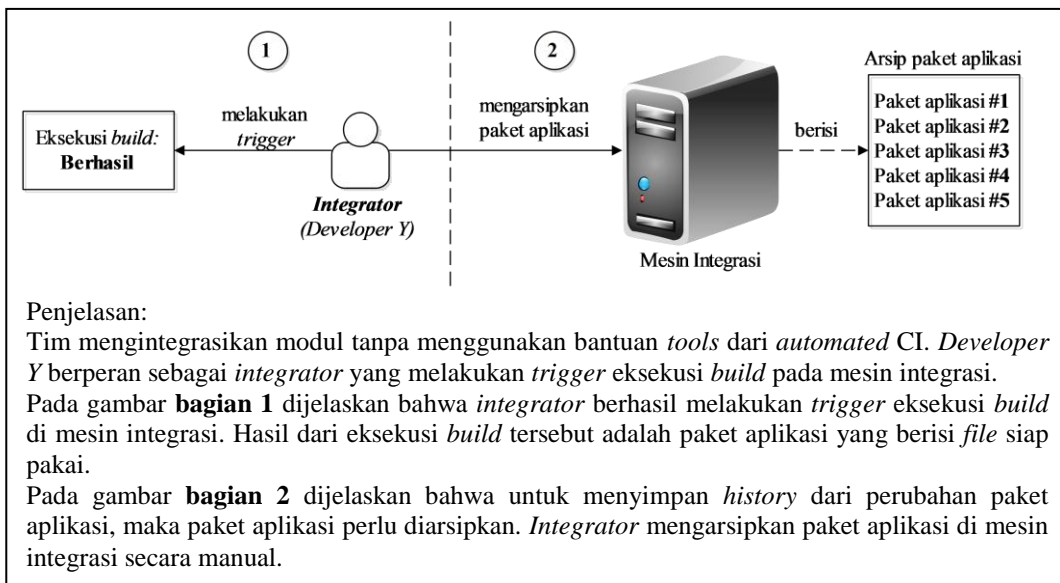 1
2
Arsip paket aplikasi
Eksekusi build:
Berhasil
melakukan
trigger
mengarsipkan
paket aplikasi
berisi
Paket aplikasi #1
Paket aplikasi #2
Paket aplikasi #3
Paket aplikasi #4
Paket aplikasi #5
Integrator
(Developer Y)
Mesin Integrasi
Penjelasan:
Tim mengintegrasikan modul tanpa menggunakan bantuan tools dari automated CI. Developer
Y berperan sebagai integrator yang melakukan trigger eksekusi build pada mesin integrasi.
Pada gambar bagian 1 dijelaskan bahwa integrator berhasil melakukan trigger eksekusi build
di mesin integrasi. Hasil dari eksekusi build tersebut adalah paket aplikasi yang berisi file siap
pakai.
Pada gambar bagian 2 dijelaskan bahwa untuk menyimpan history dari perubahan paket
aplikasi, maka paket aplikasi perlu diarsipkan. Integrator mengarsipkan paket aplikasi di mesin
integrasi secara manual.